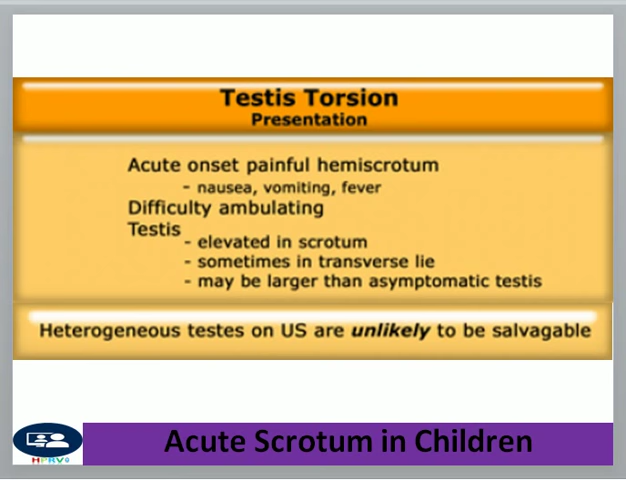 Testis Torsion
Presentation
Acute onset painful hemiscrotum
- nausea, vomiting, fever
Difficulty ambulating
Testis
- elevated in scrotum
- sometimes in transverse lie
- may be larger than asymptomatic testis
Heterogeneous testes on US are unlikely to be salvagable
HPRV
Acute Scrotum in Children